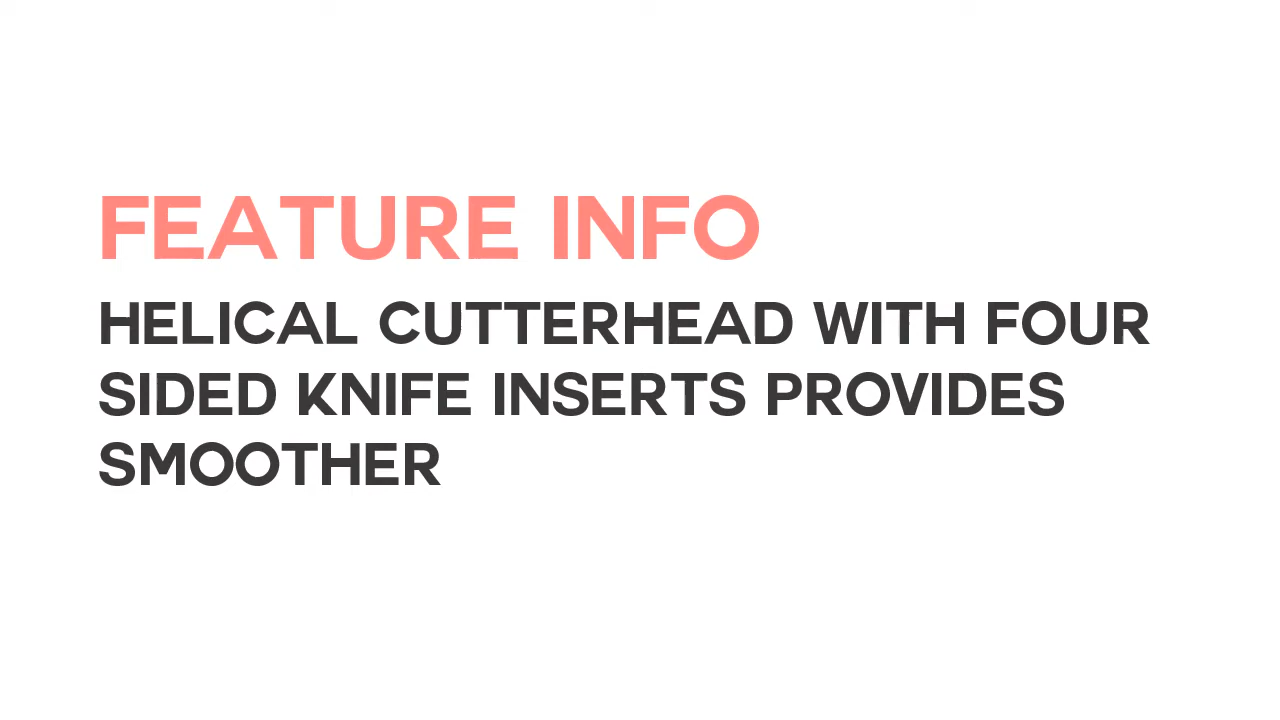 FEATURE INFO
HELICAL CUTTERHEAD WITH FOUR
SIDED KNIFE INSERTS PROVIDES
SMOOTHER